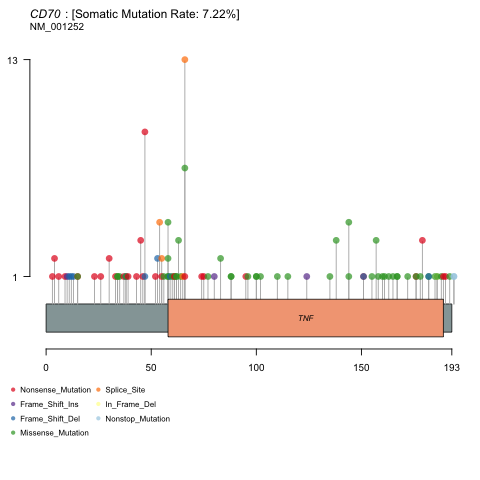 CD70 : [Somatic Mutation Rate: 7.22%]
NM_001252
13
1
TNF
0 50 100 150 193
Nonsense_Mutation Splice_Site
Frame_Shift_Ins In_Frame_Del
Frame_Shift_Del Nonstop_Mutation
Missense_Mutation